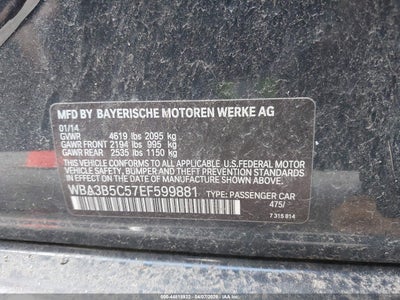 MFD BY BAYERISCHE MOTOREN WERKE AG
01/14
GVWR 4619 lbs 2095 kg
GAWR FRONT 2194 lbs 995 kg
GAWR REAR 2535 lbs 1150 kg
THIS VEHICLE CONFORMS TO ALL APPLICABLE U.S. FEDERAL MOTOR
VEHICLE SAFETY, BUMPER, AND THEFT PREVENTION STANDARDS
IN EFFECT ON THE DATE OF MANUFACTURE SHOWN ABOVE.
WBA3B5C57EF599881 TYPE: PASSENGER CAR
475/
7 315 814